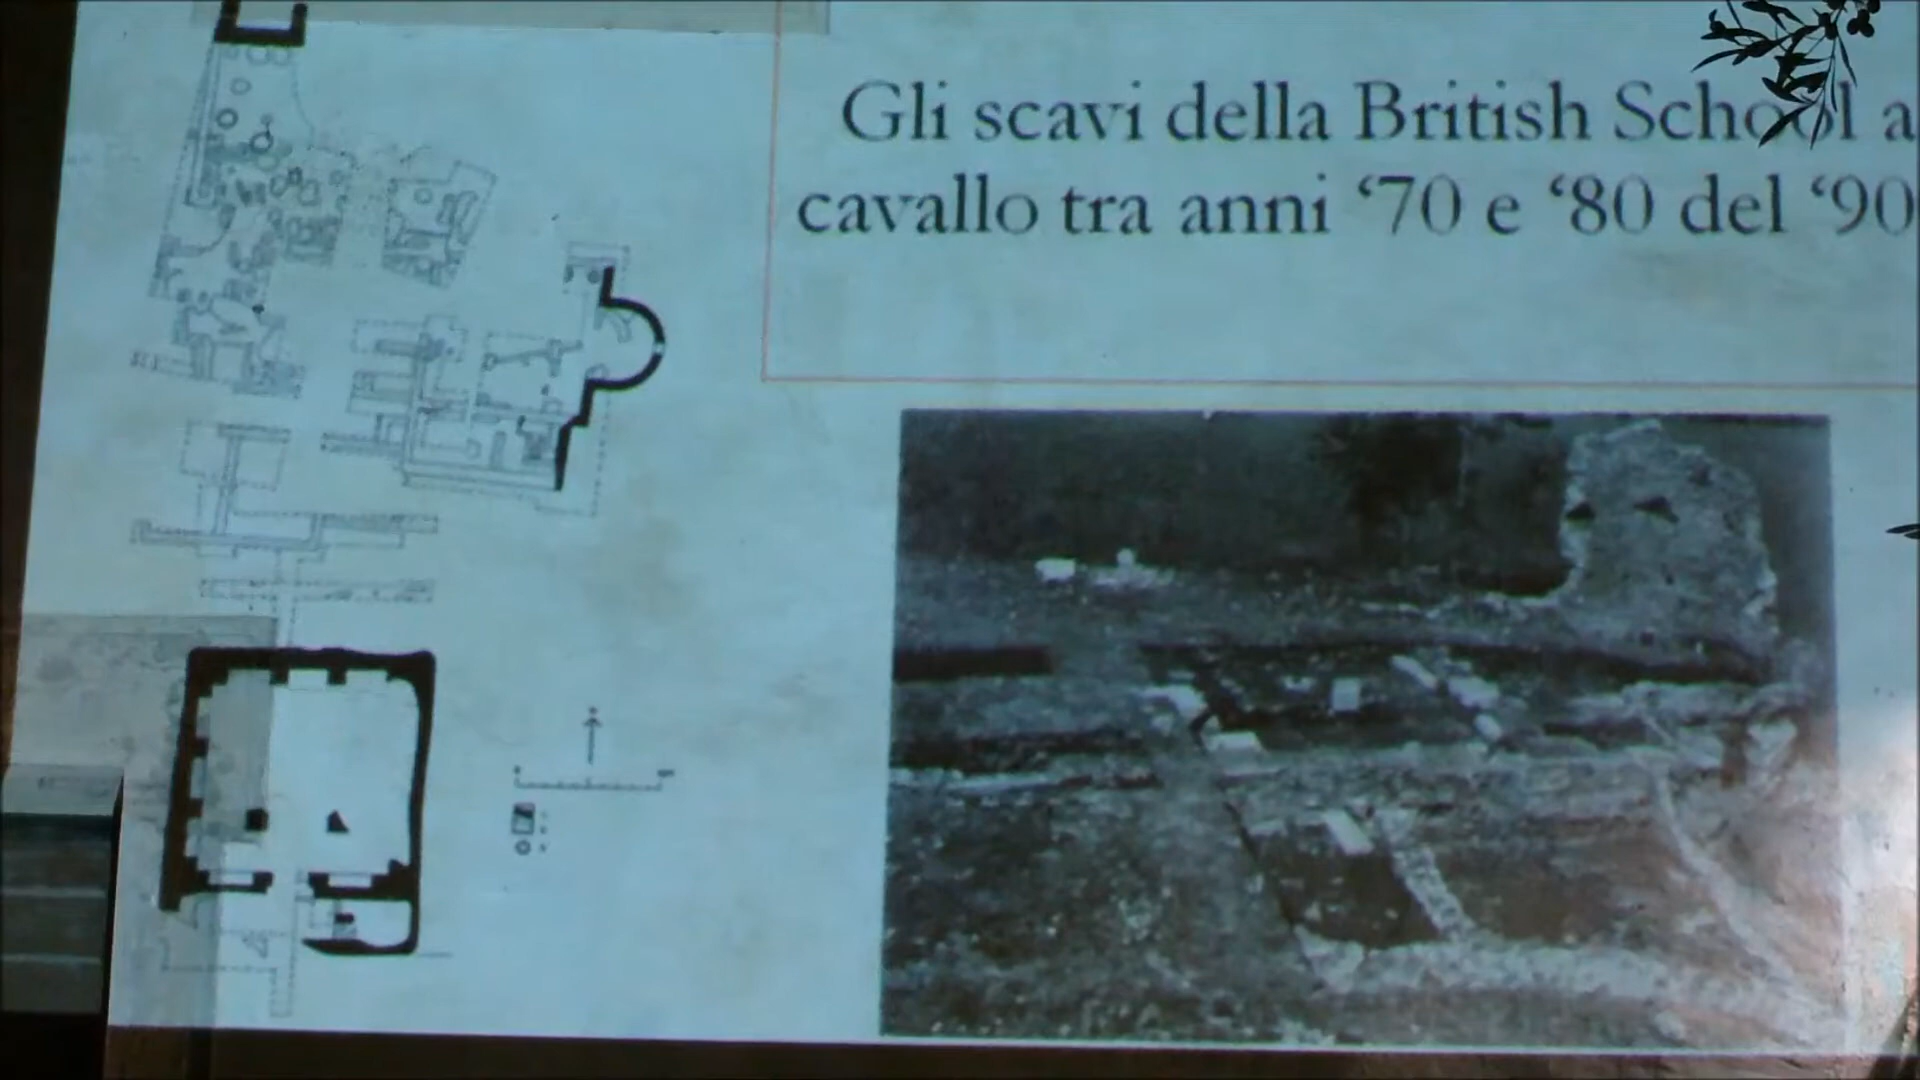 Gli scavi della British School a
cavallo tra anni ‘70 e ‘80 del ‘90